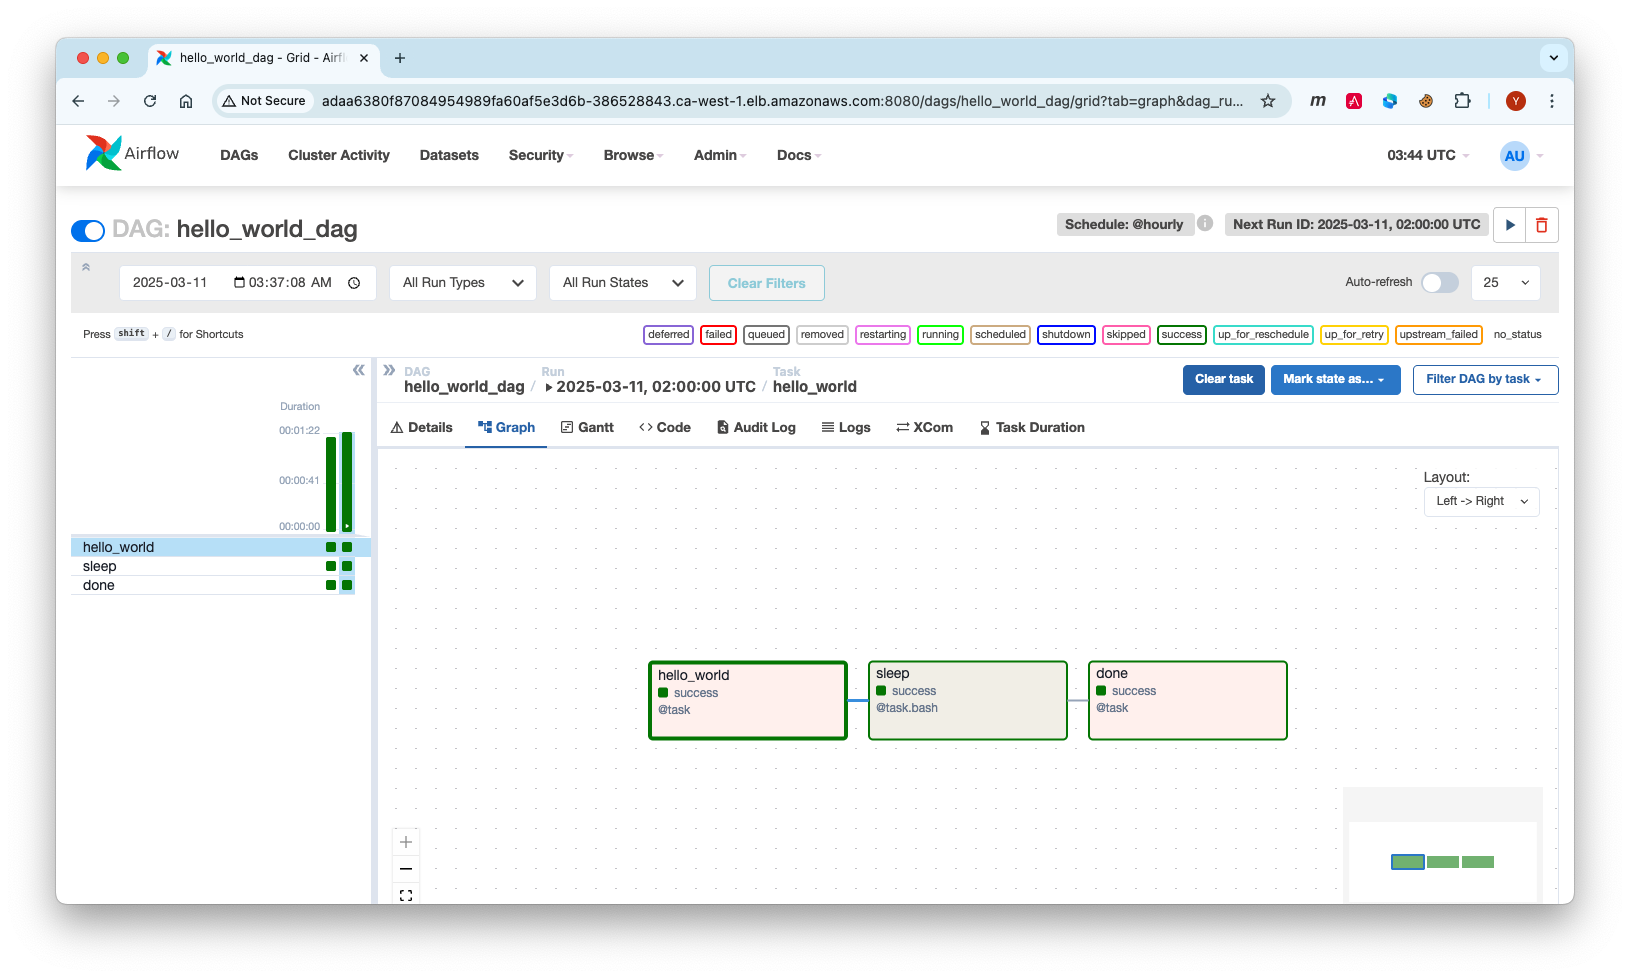 hello_world_dag - Grid - Airfl
Not Secure
adaa6380f87084954989fa60af5e3d6b-386528843.ca-west-1.elb.amazonaws.com:8080/dags/hello_world_dag/grid?tab=graph&dag_ru...
m
Y
Airflow
DAGs
Cluster Activity
Datasets
Security
Browse
Admin
Docs
03:44 UTC
AU
DAG: hello_world_dag
Schedule: @hourly
Next Run ID: 2025-03-11, 02:00:00 UTC
2025-03-11 03:37:08 AM
All Run Types
All Run States
Clear Filters
Auto-refresh
25
Press shift + / for Shortcuts
deferred
failed
queued
removed
restarting
running
scheduled
shutdown
skipped
success
up_for_reschedule
up_for_retry
upstream_failed
no_status
DAG
hello_world_dag /
Run
2025-03-11, 02:00:00 UTC /
Task
hello_world
Clear task
Mark state as...
Filter DAG by task
Duration
00:01:22
00:00:41
00:00:00
hello_world
sleep
done
Details
Graph
Gantt
Code
Audit Log
Logs
XCom
Task Duration
Layout:
Left -> Right
hello_world
success
@task
sleep
success
@task.bash
done
success
@task